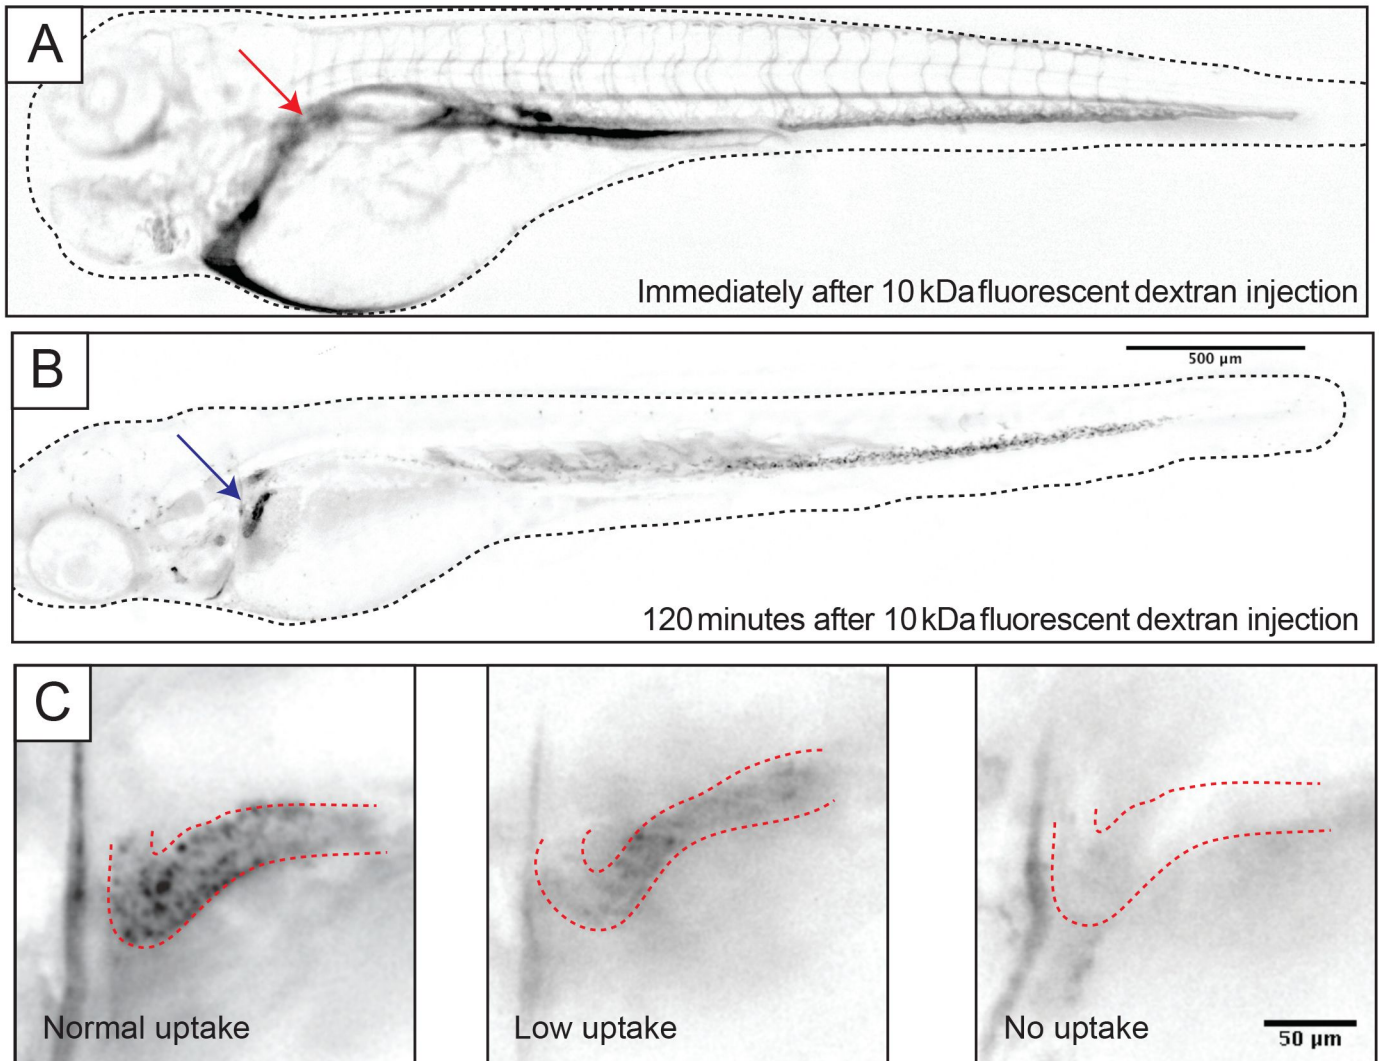 A
Immediately after 10 kDa fluorescent dextran injection
B
500 µm
120 minutes after 10 kDa fluorescent dextran injection
C
Normal uptake
Low uptake
No uptake
50 µm